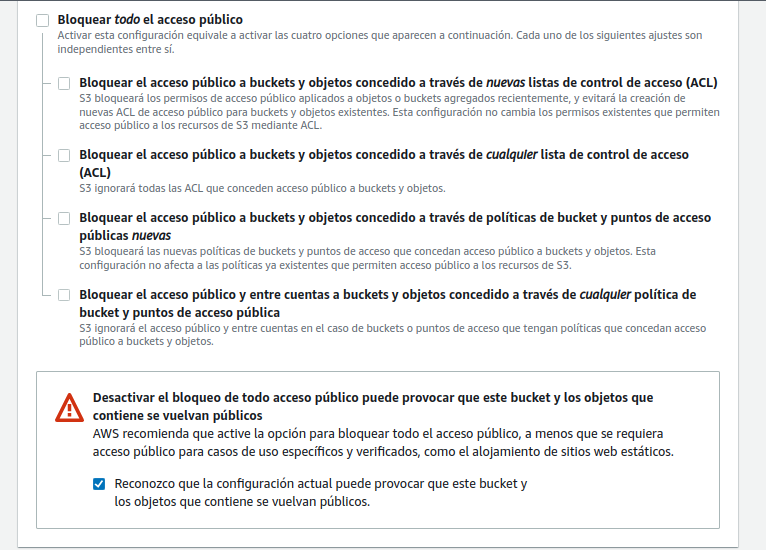 Bloquear todo el acceso público
Activar esta configuración equivale a activar las cuatro opciones que aparecen a continuación. Cada uno de los siguientes ajustes son
independientes entre sí.
Bloquear el acceso público a buckets y objetos concedido a través de nuevas listas de control de acceso (ACL)
S3 bloqueará los permisos de acceso público aplicados a objetos o buckets agregados recientemente, y evitará la creación de
nuevas ACL de acceso público para buckets y objetos existentes. Esta configuración no cambia los permisos existentes que permiten
acceso público a los recursos de S3 mediante ACL.
Bloquear el acceso público a buckets y objetos concedido a través de cualquier lista de control de acceso
(ACL)
S3 ignorará todas las ACL que conceden acceso público a buckets y objetos.
Bloquear el acceso público a buckets y objetos concedido a través de políticas de bucket y puntos de acceso
públicas nuevas
S3 bloqueará las nuevas políticas de buckets y puntos de acceso que concedan acceso público a buckets y objetos. Esta
configuración no afecta a las políticas ya existentes que permiten acceso público a los recursos de S3.
Bloquear el acceso público y entre cuentas a buckets y objetos concedido a través de cualquier política de
bucket y puntos de acceso pública
S3 ignorará el acceso público y entre cuentas en el caso de buckets o puntos de acceso que tengan políticas que concedan acceso
público a buckets y objetos.
Desactivar el bloqueo de todo acceso público puede provocar que este bucket y los objetos que
contiene se vuelvan públicos
AWS recomienda que active la opción para bloquear todo el acceso público, a menos que se requiera
acceso público para casos de uso específicos y verificados, como el alojamiento de sitios web estáticos.
Reconozco que la configuración actual puede provocar que este bucket y
los objetos que contiene se vuelvan públicos.